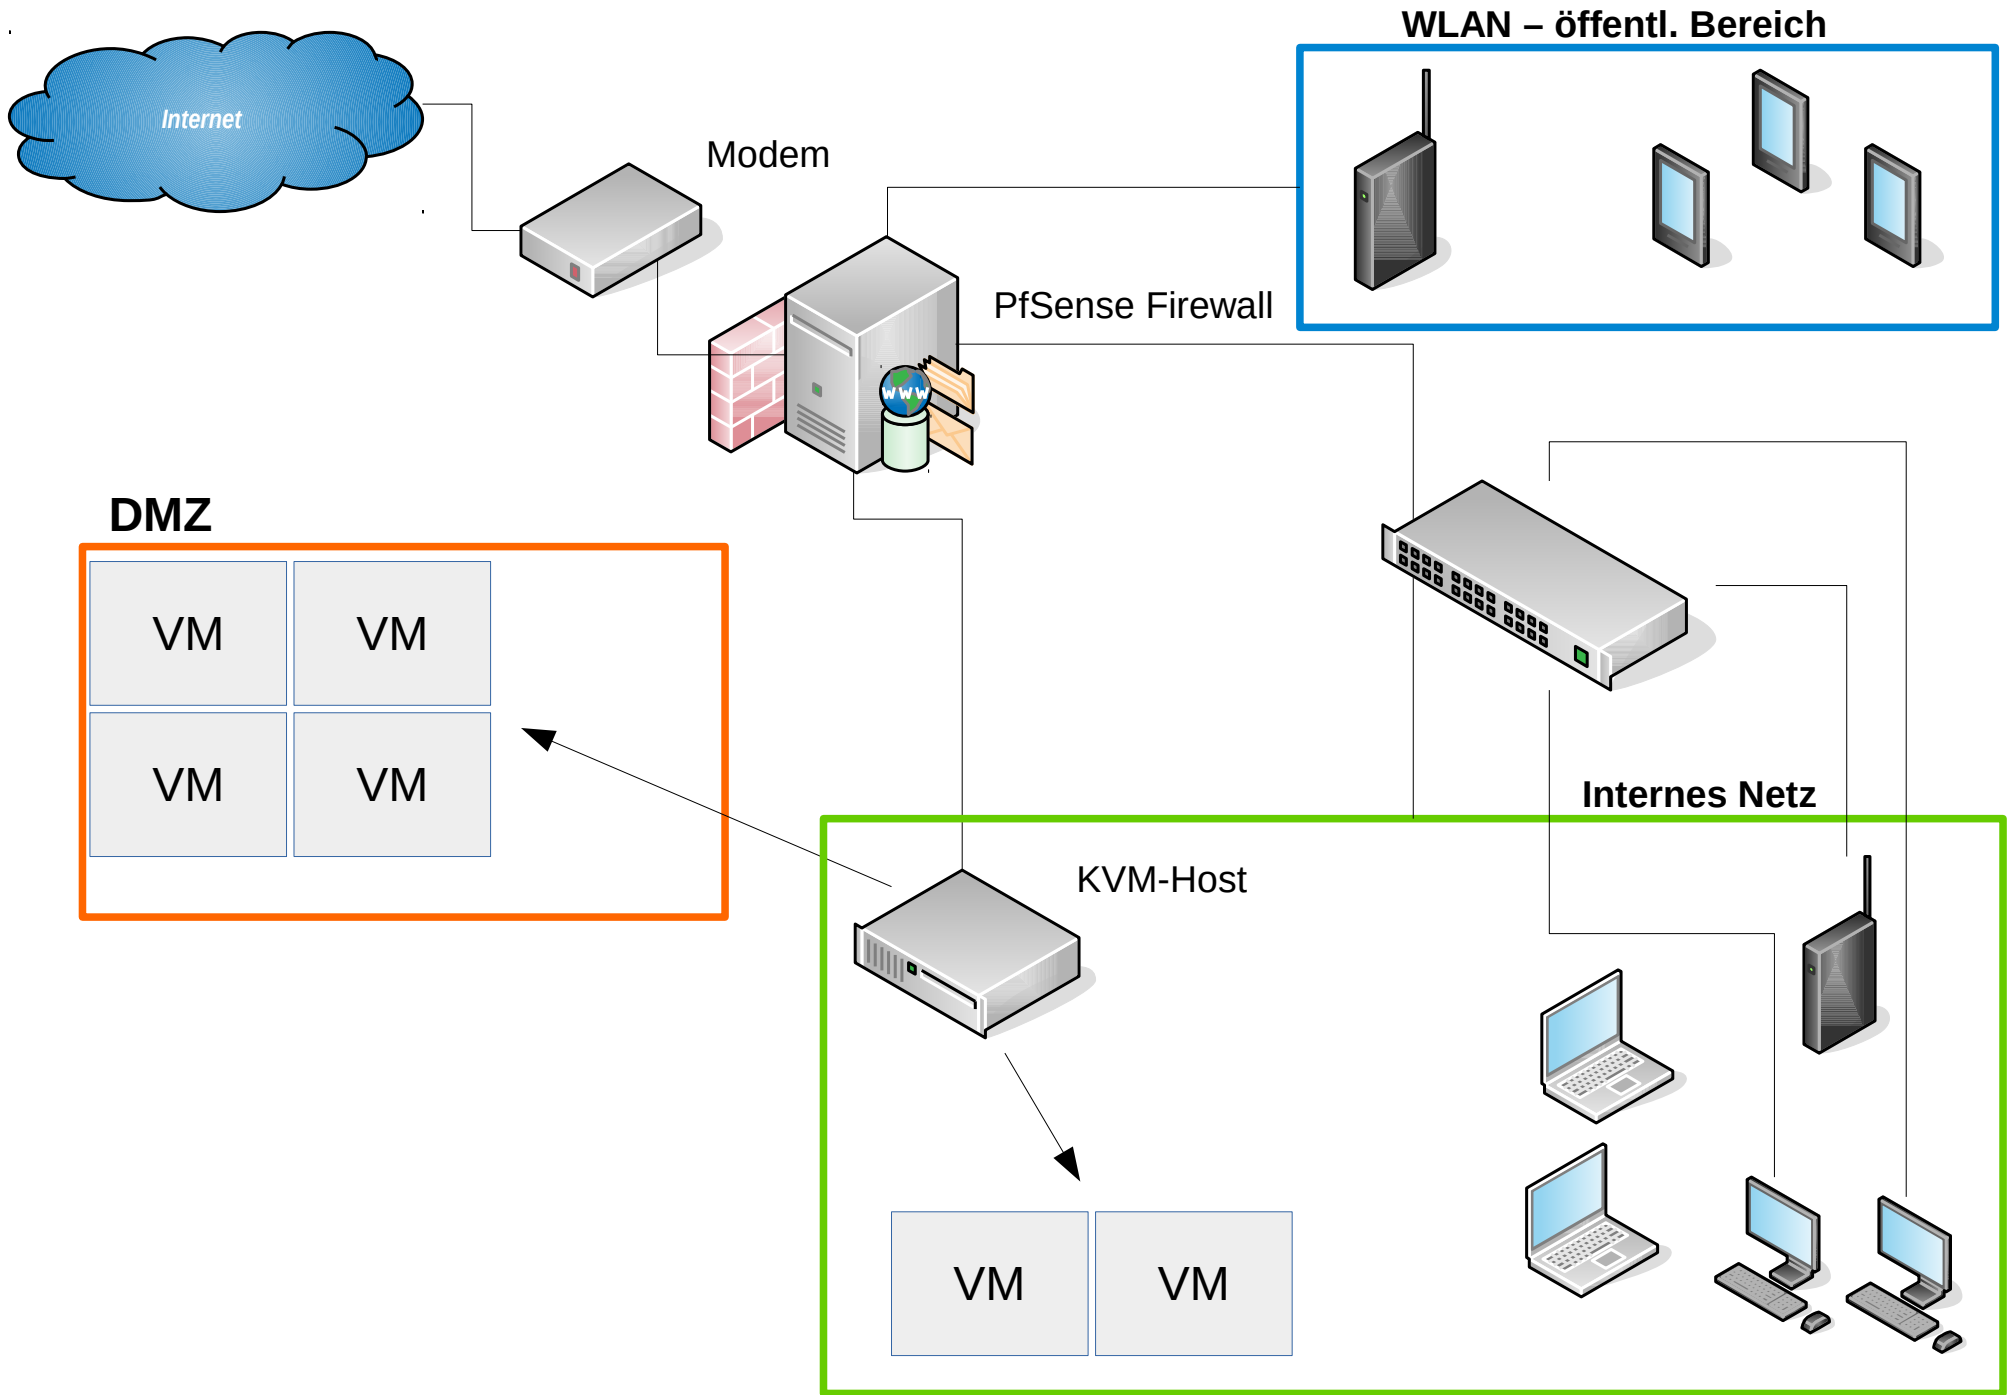 WLAN – öffentl. Bereich
Internet
Modem
PfSense Firewall
www
DMZ
VM VM
VM VM
Internes Netz
KVM-Host
VM VM